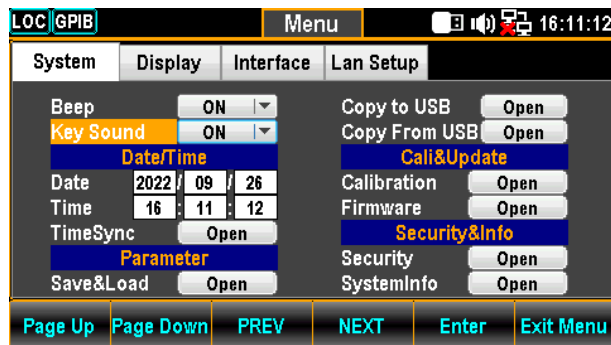 LOC GPIB Menu 16:11:12
System Display Interface Lan Setup
Beep ON
Key Sound ON
Date/Time
Date 2022 / 09 / 26
Time 16 : 11 : 12
TimeSync Open
Parameter
Save&Load Open
Copy to USB Open
Copy From USB Open
Cali&Update
Calibration Open
Firmware Open
Security&Info
Security Open
SystemInfo Open
Page Up Page Down PREV NEXT Enter Exit Menu